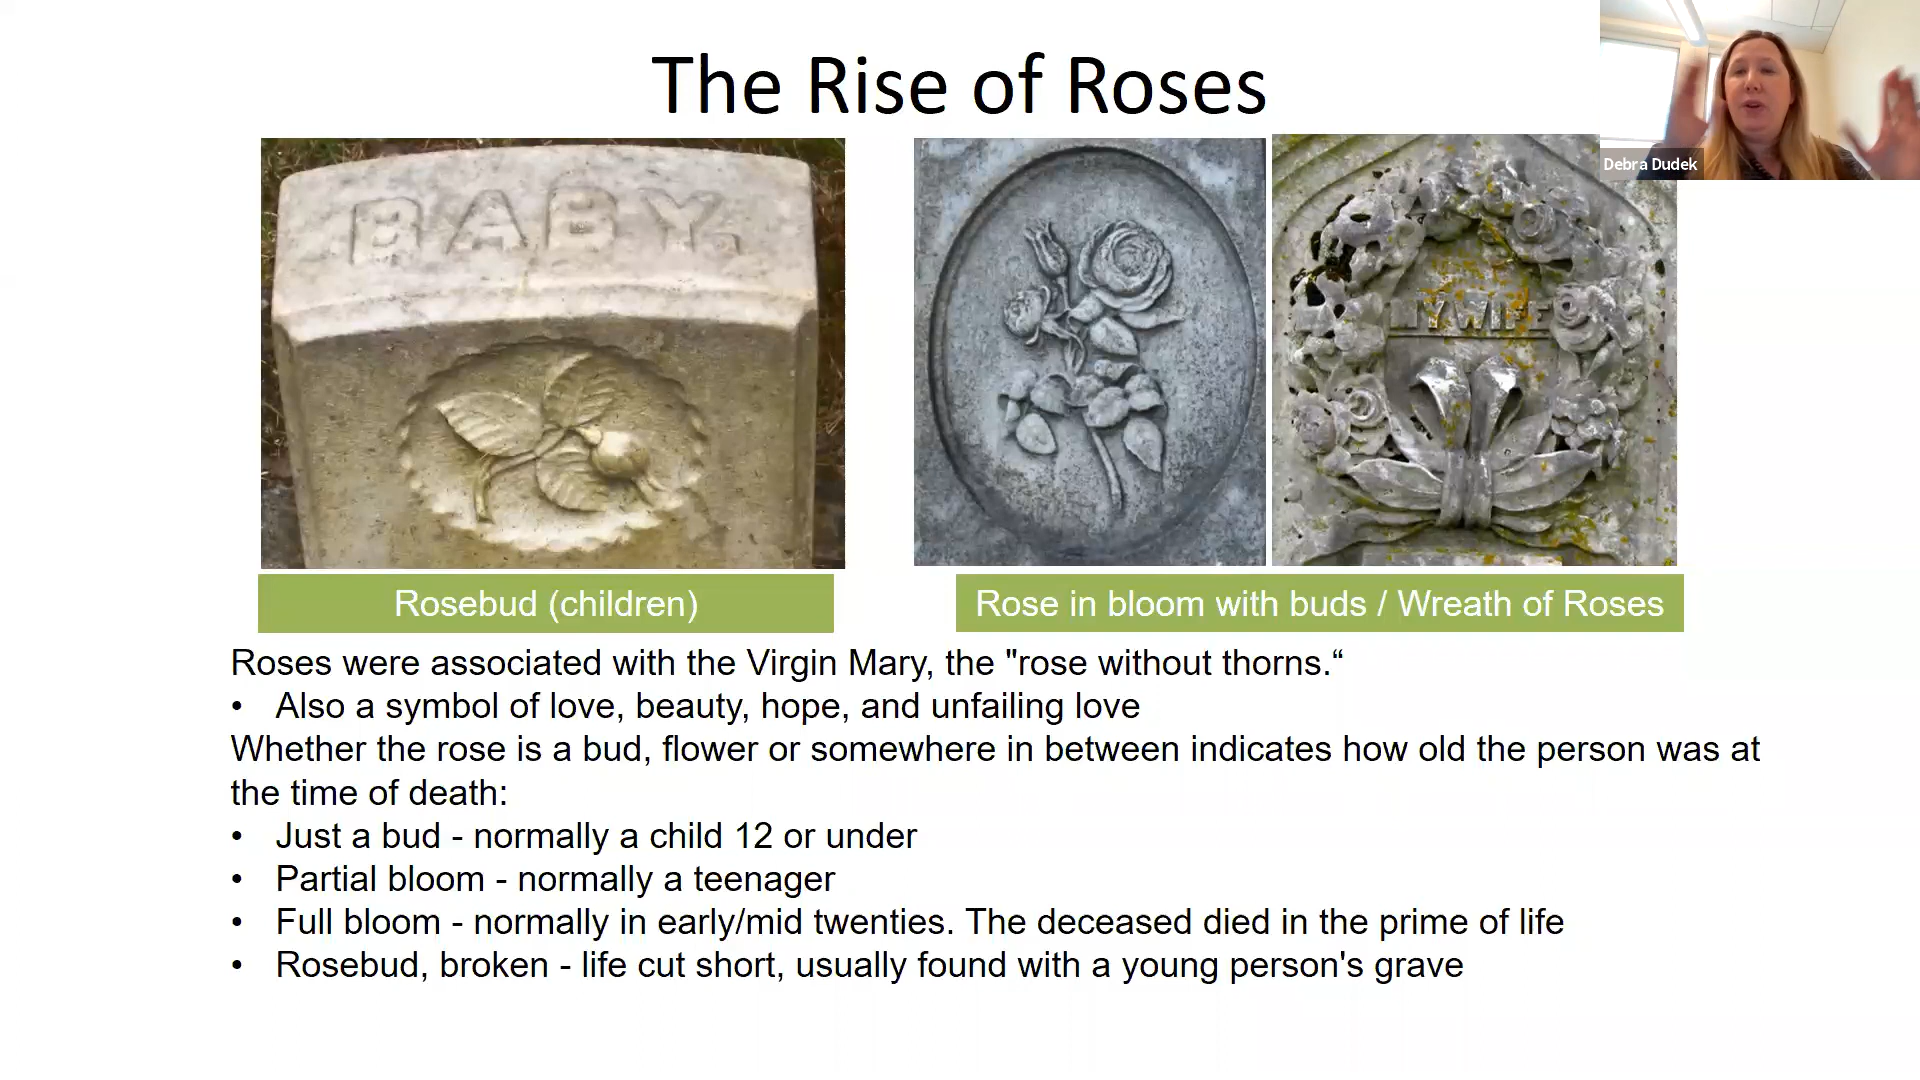 The Rise of Roses
Debra Dudek
BABY.
MY WIFE
Rosebud (children)
Rose in bloom with buds / Wreath of Roses
Roses were associated with the Virgin Mary, the "rose without thorns.“
• Also a symbol of love, beauty, hope, and unfailing love
Whether the rose is a bud, flower or somewhere in between indicates how old the person was at
the time of death:
• Just a bud - normally a child 12 or under
• Partial bloom - normally a teenager
• Full bloom - normally in early/mid twenties. The deceased died in the prime of life
• Rosebud, broken - life cut short, usually found with a young person's grave